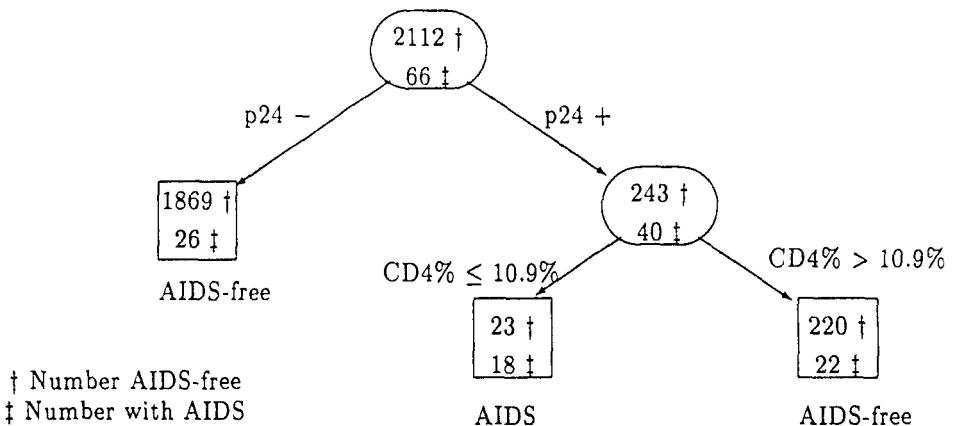 2112 †
66 ‡
p24 −
p24 +
1869 †
26 ‡
AIDS-free
243 †
40 ‡
CD4% ≤ 10.9%
CD4% > 10.9%
23 †
18 ‡
AIDS
220 †
22 ‡
AIDS-free
† Number AIDS-free
‡ Number with AIDS